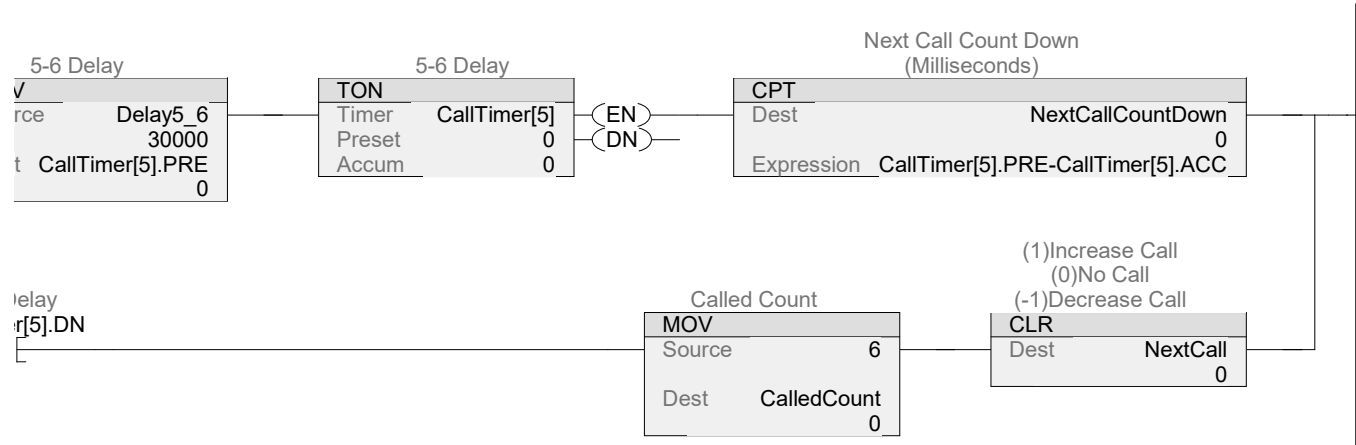 Next Call Count Down
(Milliseconds)
5-6 Delay
5-6 Delay
V
TON
CPT
rce Delay5_6
30000
t CallTimer[5].PRE
0
Timer CallTimer[5]
Preset 0
Accum 0
EN
DN
Dest NextCallCountDown
0
Expression CallTimer[5].PRE-CallTimer[5].ACC
(1)Increase Call
(0)No Call
(-1)Decrease Call
elay
r[5].DN
Called Count
MOV
Source 6
Dest CalledCount
0
CLR
Dest NextCall
0